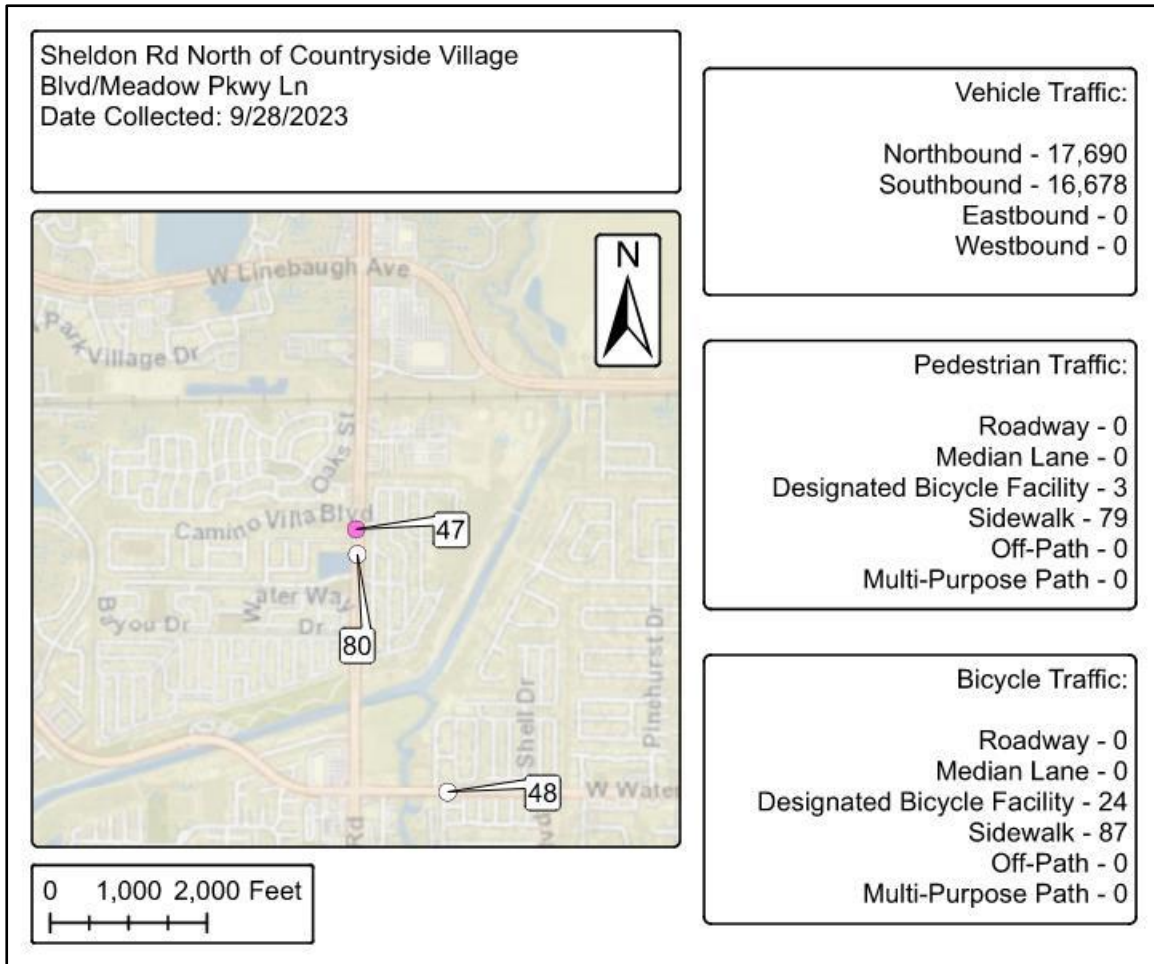 Sheldon Rd North of Countryside Village
Blvd/Meadow Pkwy Ln
Date Collected: 9/28/2023
Vehicle Traffic:
Northbound - 17,690
Southbound - 16,678
Eastbound - 0
Westbound - 0
N
W Linebaugh Ave
Park
Village Dr
Oaks St
Camino Villa Blvd
47
Water Way
Dr
Bayou Dr
80
Shell Dr
Pinehurst Dr
48
W Water
Rd
vd
0 1,000 2,000 Feet
Pedestrian Traffic:
Roadway - 0
Median Lane - 0
Designated Bicycle Facility - 3
Sidewalk - 79
Off-Path - 0
Multi-Purpose Path - 0
Bicycle Traffic:
Roadway - 0
Median Lane - 0
Designated Bicycle Facility - 24
Sidewalk - 87
Off-Path - 0
Multi-Purpose Path - 0